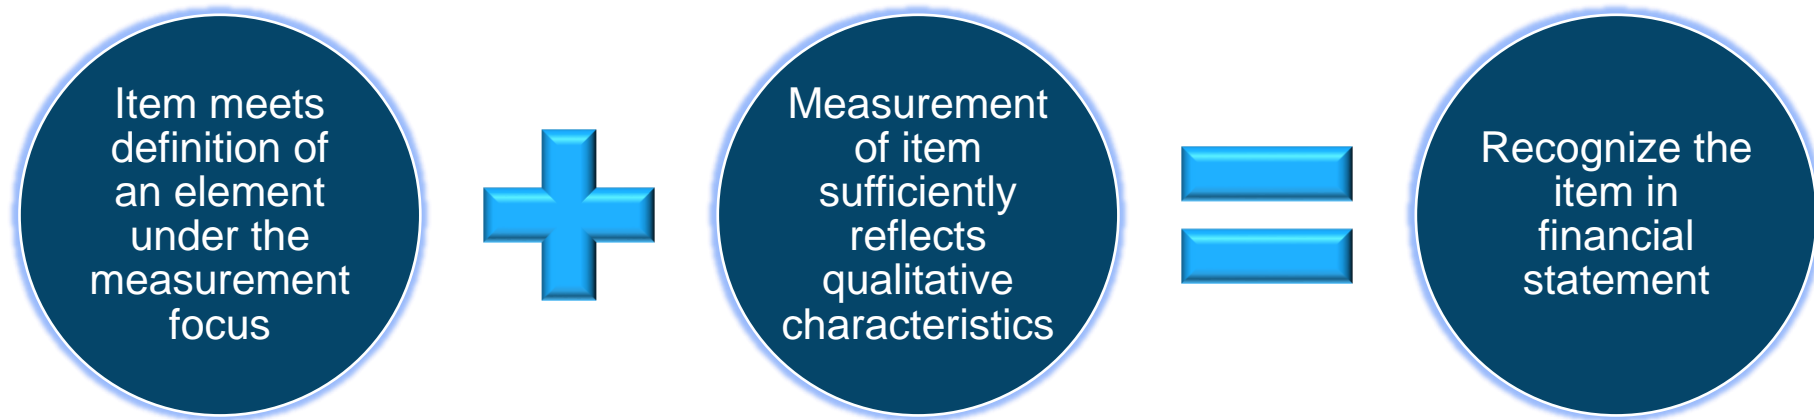 Item meets
definition of
an element
under the
measurement
focus
Measurement
of item
sufficiently
reflects
qualitative
characteristics
Recognize the
item in
financial
statement